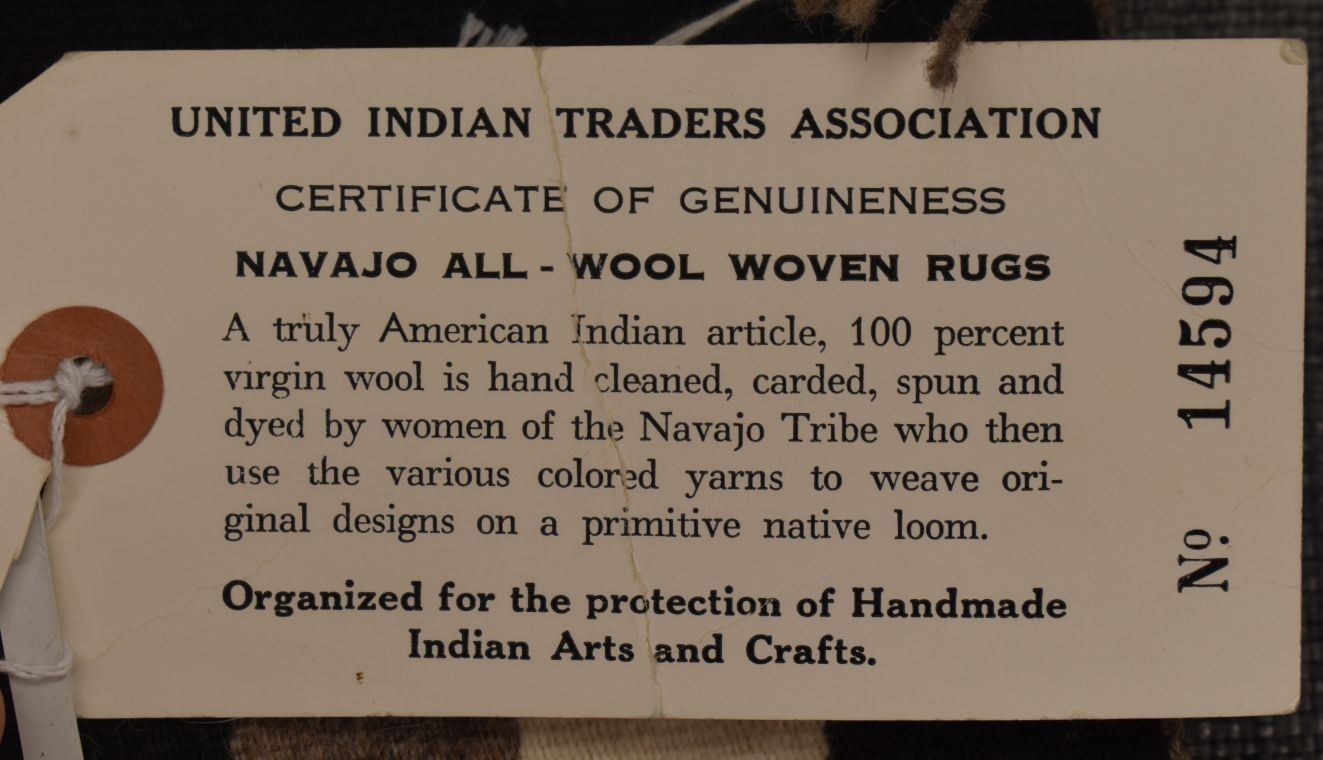 UNITED INDIAN TRADERS ASSOCIATION
CERTIFICATE OF GENUINENESS
NAVAJO ALL - WOOL WOVEN RUGS
A truly American Indian article, 100 percent
virgin wool is hand cleaned, carded, spun and
dyed by women of the Navajo Tribe who then
use the various colored yarns to weave ori-
ginal designs on a primitive native loom.
Organized for the protection of Handmade
Indian Arts and Crafts.
No. 14594